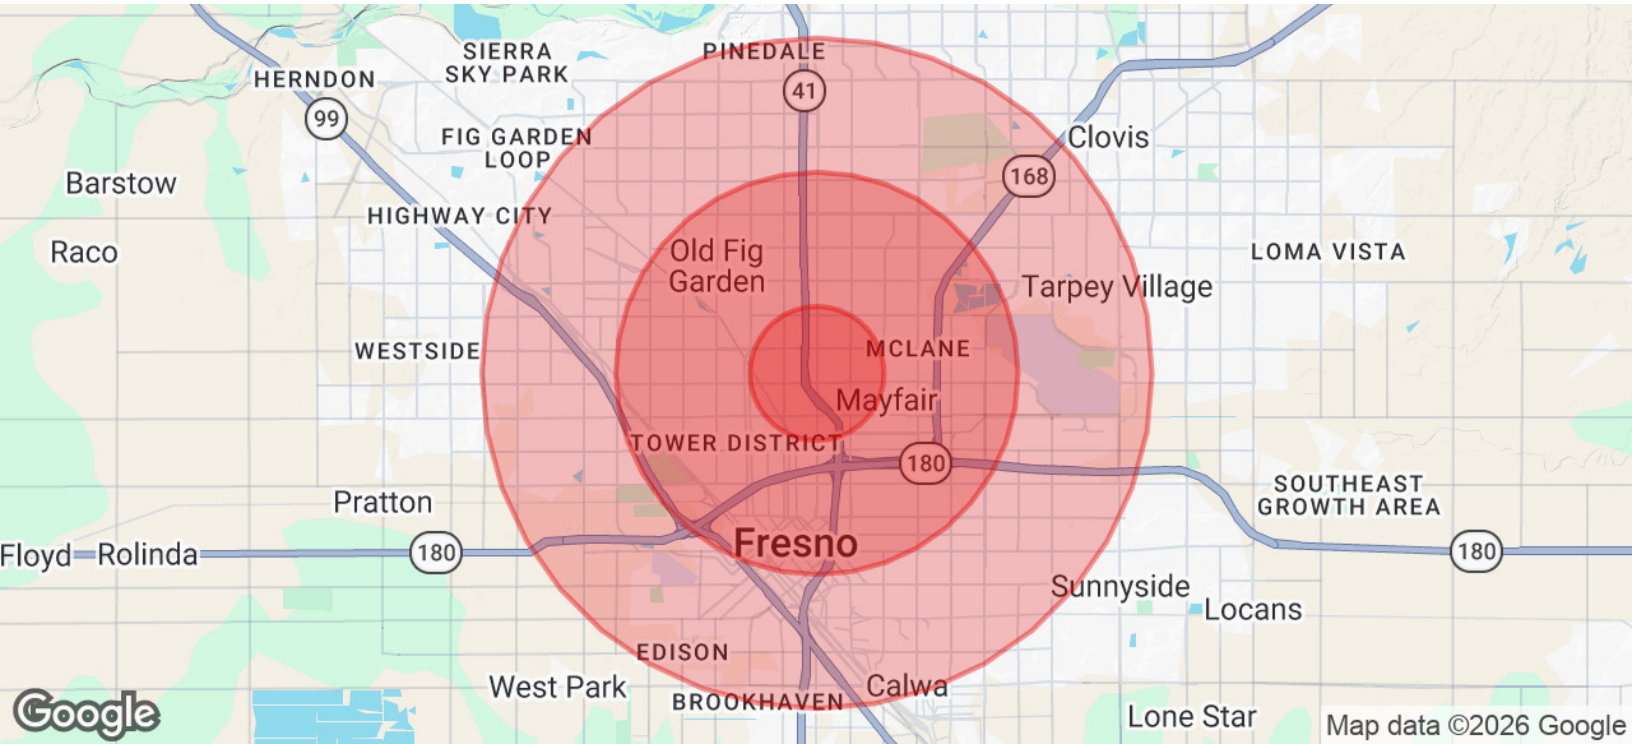 SIERRA
SKY PARK
PINEDALE
HERNDON
41
99
FIG GARDEN
LOOP
Clovis
168
Barstow
HIGHWAY CITY
Raco
Old Fig
Garden
LOMA VISTA
Tarpey Village
WESTSIDE
MCLANE
Mayfair
TOWER DISTRICT
180
SOUTHEAST
GROWTH AREA
Pratton
Fresno
Floyd
Rolinda
180
180
Sunnyside
Locans
EDISON
West Park
BROOKHAVEN
Calwa
Lone Star
Google
Map data ©2026 Google